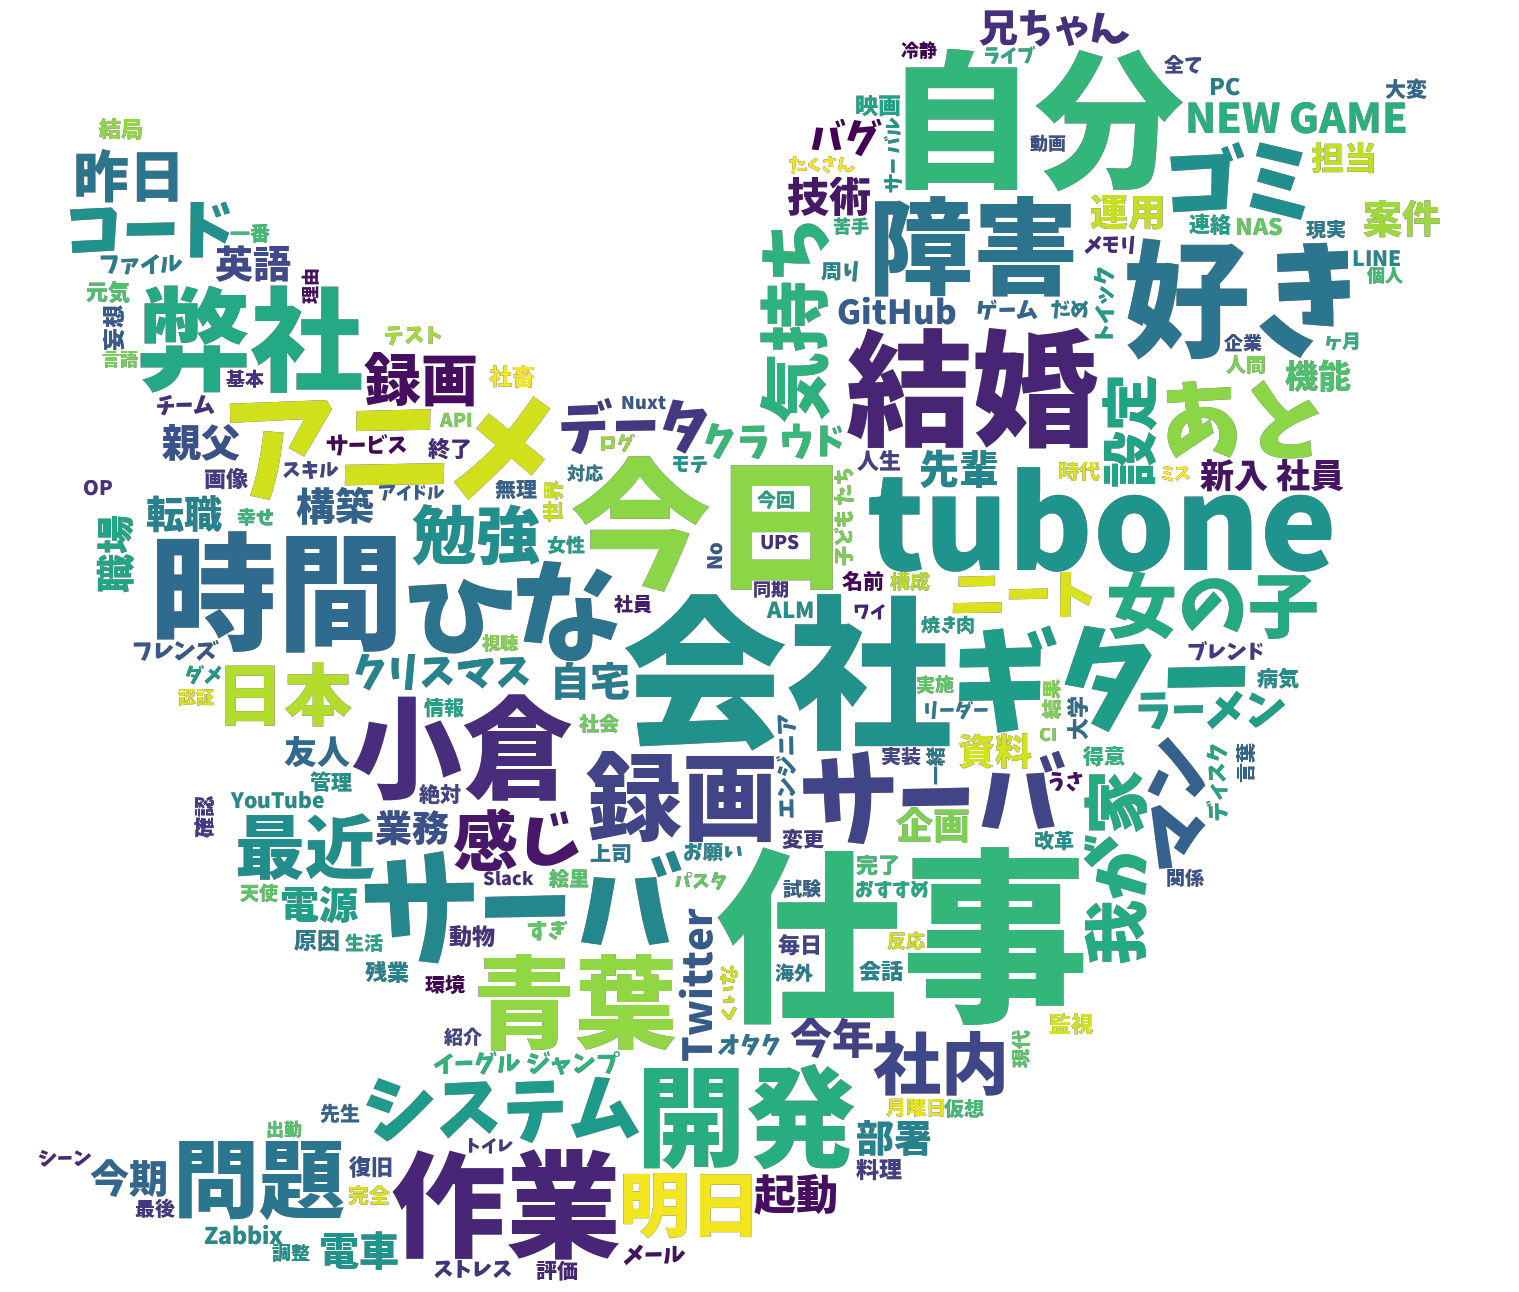 兄ちゃん
冷静
ライブ
全て
自分
PC
大変
結局
映画
NEW GAME
バグ
サーバル
動画
昨日
たくさん
ゴミ
担当
技術
障害
運用
案件
コード
一番
苦手
連絡
NAS
現実
気持ち
メモリ
英語
ファイル
周り
好き
LINE
個人
理由
元気
弊社
GitHub
ゲーム
だめ
トイック
妄想
テスト
結婚
企業
ヶ月
言語
録画
人間
機能
基本
社畜
設定
あと
チーム
アニメ
API
データ
Nuxt
クラウド
親父
サービス
終了
ログ
人生
先輩
時代
ミス
新入 社員
画像
スキル
モテ
対応
今日
今回
子どもたち
tubone
OP
アイドル
無理
世界
転職
幸せ
構築
勉強
職場
女性
UPS
No
時間
ひな
同期
名前
構成
ニート
女の子
社員
ALM
ワイ
焼き肉
フレンズ
視聴
会社
ギター
ブレンド
ダメ
クリスマス
自宅
認証
日本
実施
結果
大学
病気
情報
小倉
社会
リーダー
ラーメン
友人
エンジニア
実装
一緒
資料
CI
得意
マン
ディスク
言葉
管理
絶対
録画
サーバ
うさ
我が家
YouTube
確認
最近
業務
感じ
変更
企画
改革
上司
お願い
Slack
絵里
サーバ
パスタ
仕事
完了
試験
おすすめ
関係
天使
電源
原因
生活
動物
すぎ
Twitter
毎日
反応
残業
環境
青葉
くいな
海外
会話
紹介
オタク
今年
監視
イーグル ジャンプ
社内
現代
システム
開発
月曜日
仮想
先生
出勤
部署
シーン
今期
問題
復旧
トイレ
料理
最後
完全
作業
明日
起動
Zabbix
調整
電車
ストレス
評価
メール